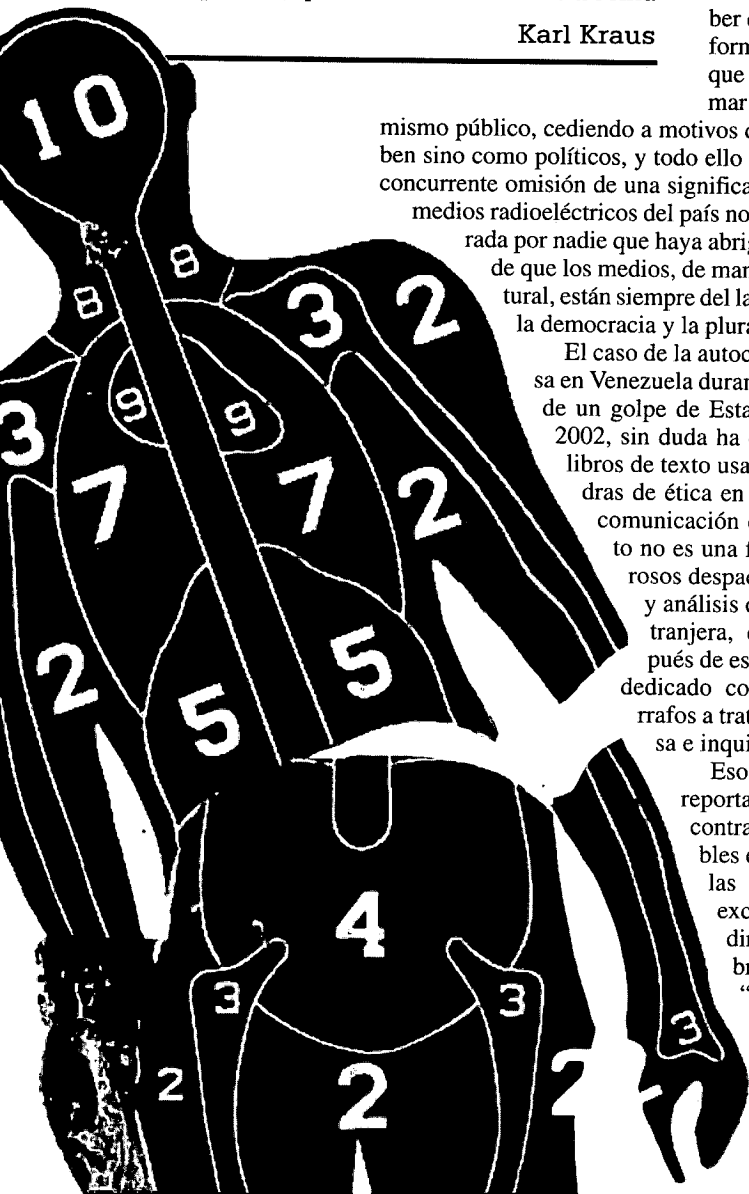 Karl Kraus
ber
form
que
mar
mismo público, cediendo a motivos
ben sino como políticos, y todo ello
concurrente omisión de una significa
medios radioeléctricos del país no
rada por nadie que haya abrig
de que los medios, de mar
tural, están siempre del la
la democracia y la plura
El caso de la autoc
sa en Venezuela duran
de un golpe de Esta
2002, sin duda ha
libros de texto usa
dras de ética en
comunicación
to no es una f
rosos despac
y análisis
tranjera,
pués de es
dedicado co
rrafos a trat
sa e inqui
Eso
reporta
contra
bles
las
exc
dir
br
“
10
8 8
3 2
3
9 9
7 7 2
2
5 5
4
3 3
3
2 2 2